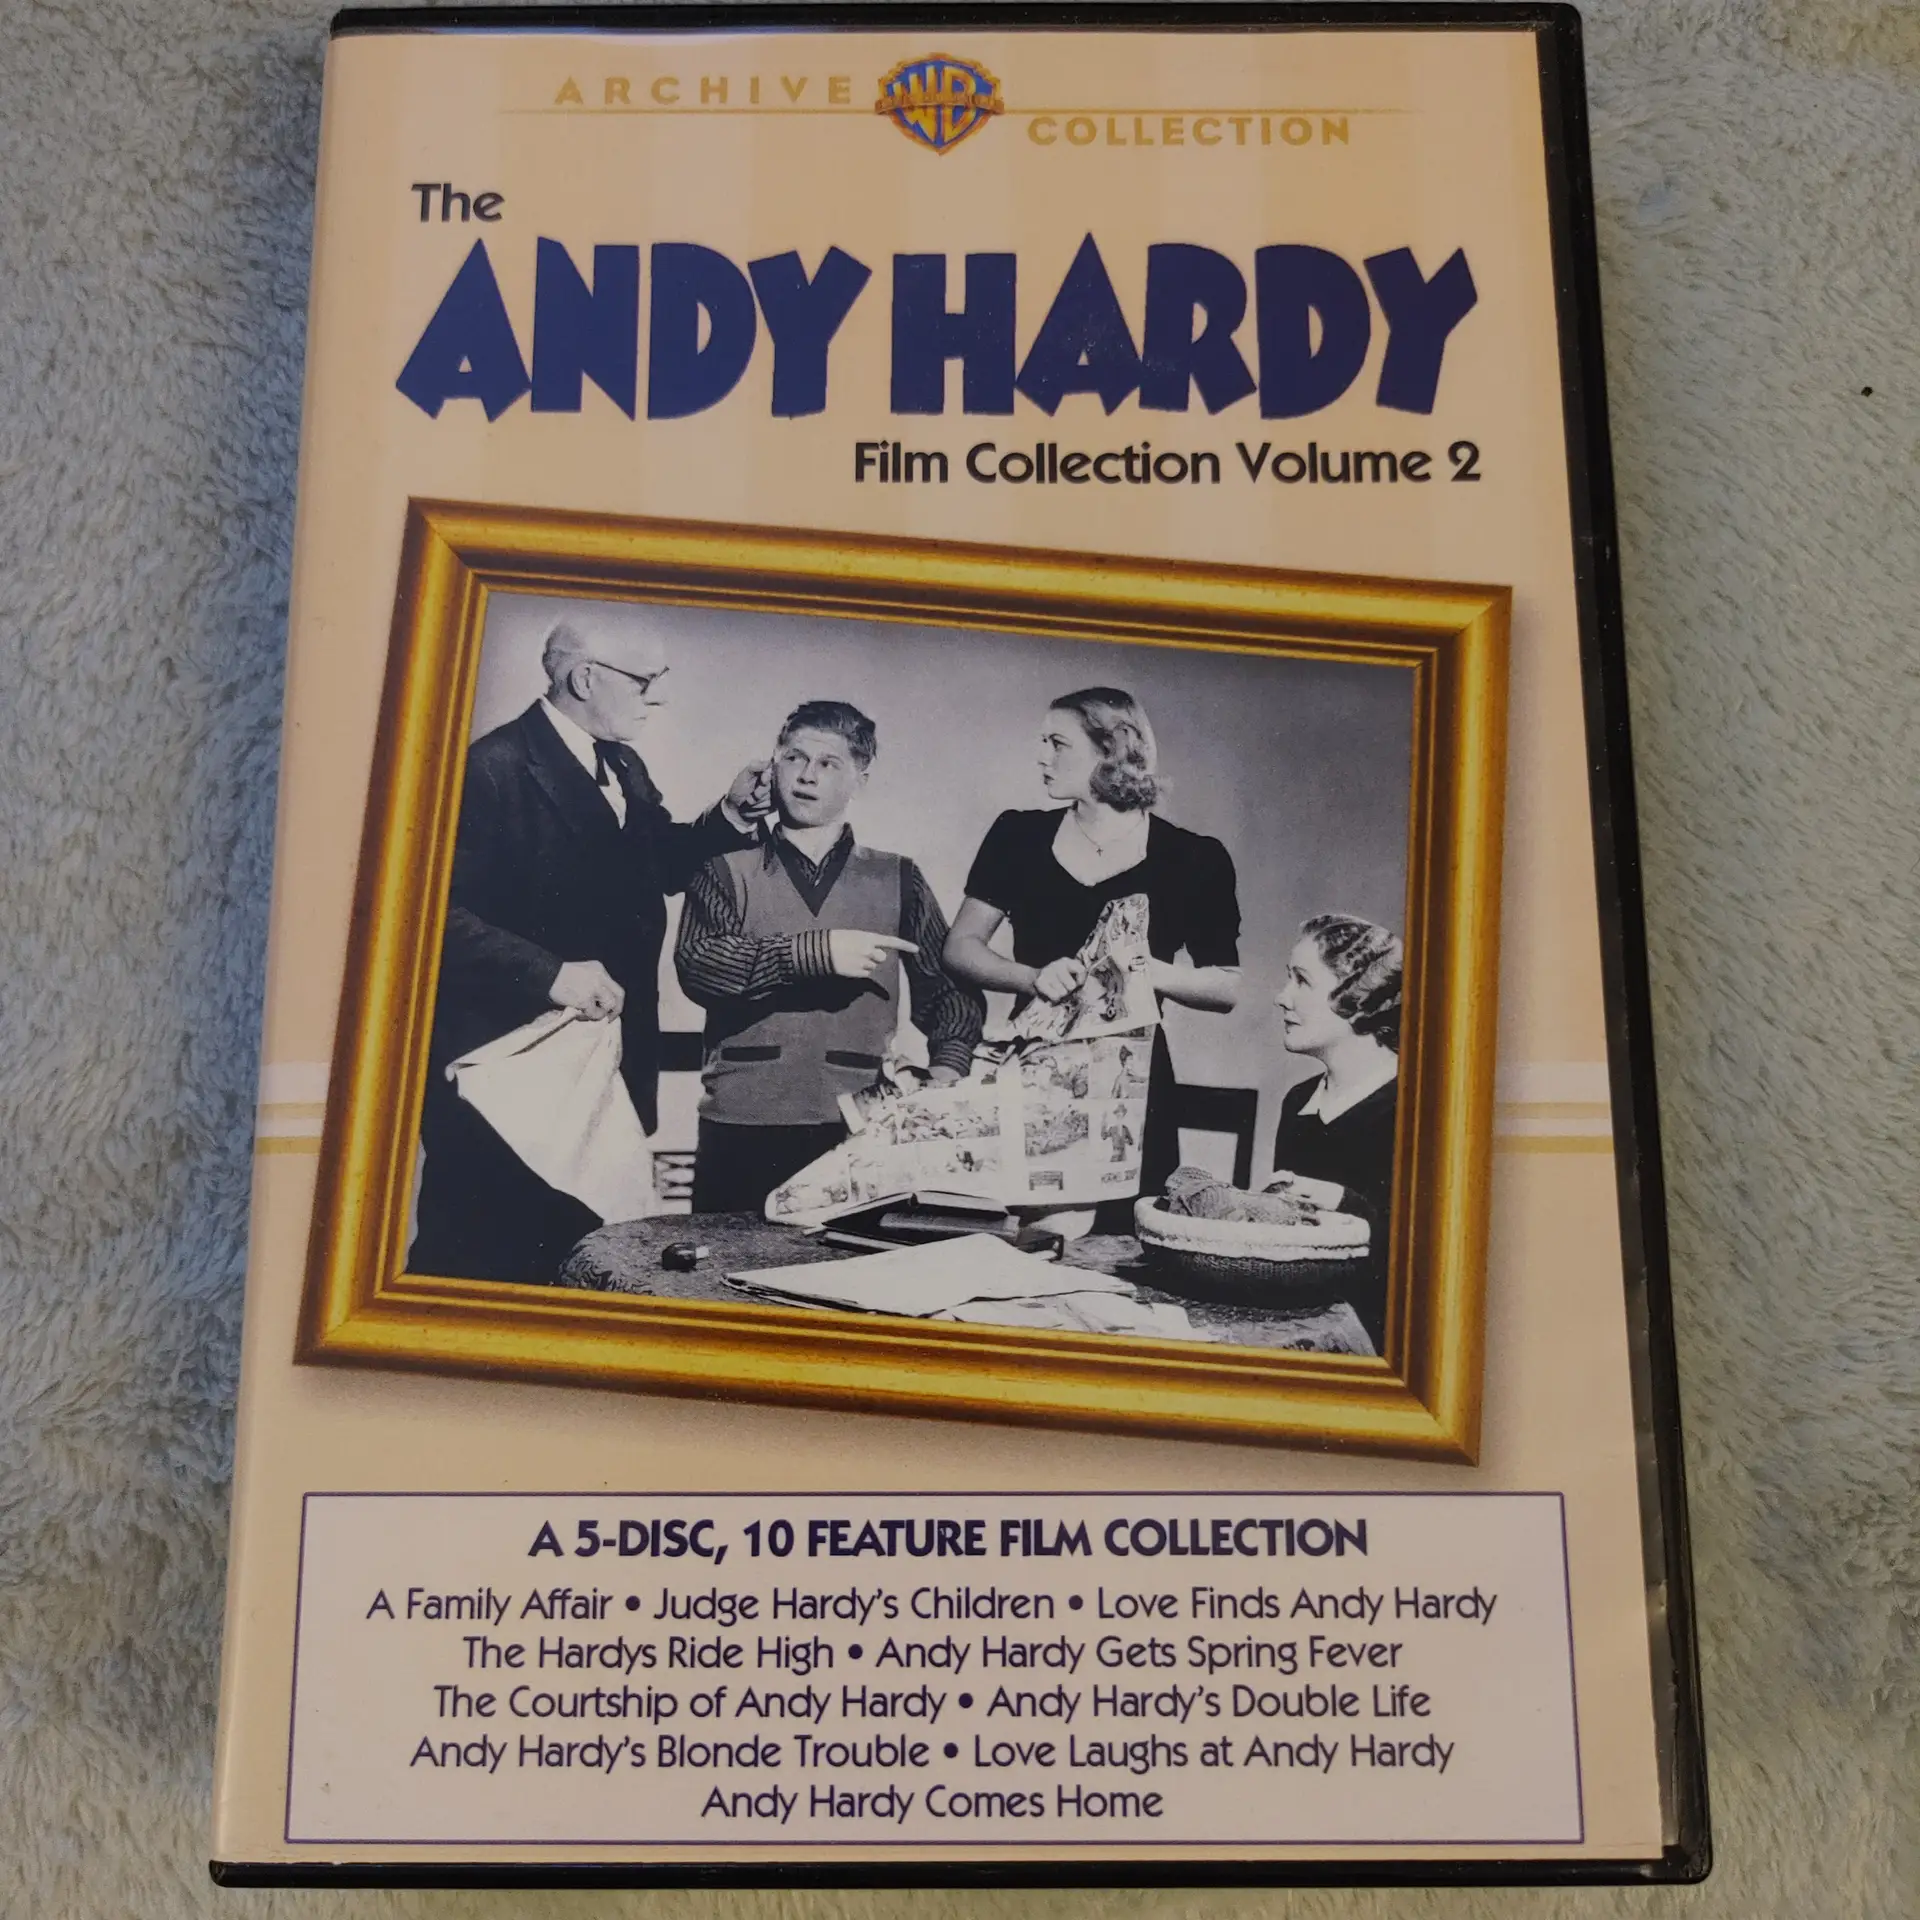 ARCHIVE WB COLLECTION
The
ANDY HARDY
Film Collection Volume 2
A 5-DISC, 10 FEATURE FILM COLLECTION
A Family Affair • Judge Hardy's Children • Love Finds Andy Hardy
The Hardys Ride High • Andy Hardy Gets Spring Fever
The Courtship of Andy Hardy • Andy Hardy's Double Life
Andy Hardy's Blonde Trouble • Love Laughs at Andy Hardy
Andy Hardy Comes Home